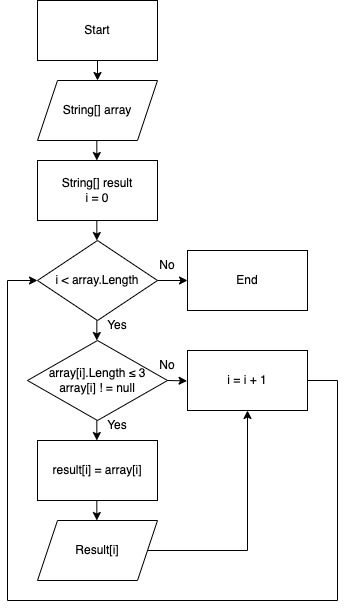 Start
String[] array
String[] result
i = 0
i < array.Length
No
End
Yes
array[i].Length ≤ 3
array[i] ! = null
No
i = i + 1
Yes
result[i] = array[i]
Result[i]